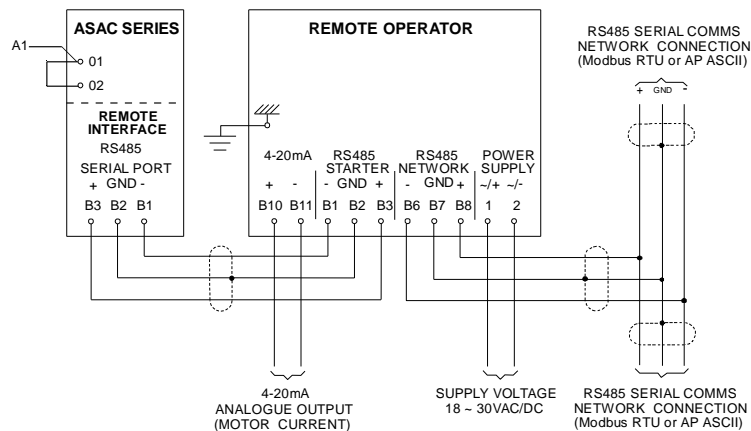 ASAC SERIES
A1
01
02
REMOTE
INTERFACE
RS485
SERIAL PORT
+ GND -
B3 B2 B1
REMOTE OPERATOR
4-20mA
RS485
STARTER
RS485
NETWORK
POWER
SUPPLY
+ - - GND + - GND + ~/+ ~/-
B10 B11 B1 B2 B3 B6 B7 B8 1 2
RS485 SERIAL COMMS
NETWORK CONNECTION
(Modbus RTU or AP ASCII)
+ GND -
4-20mA
ANALOGUE OUTPUT
(MOTOR CURRENT)
SUPPLY VOLTAGE
18 ~ 30VAC/DC
RS485 SERIAL COMMS
NETWORK CONNECTION
(Modbus RTU or AP ASCII)